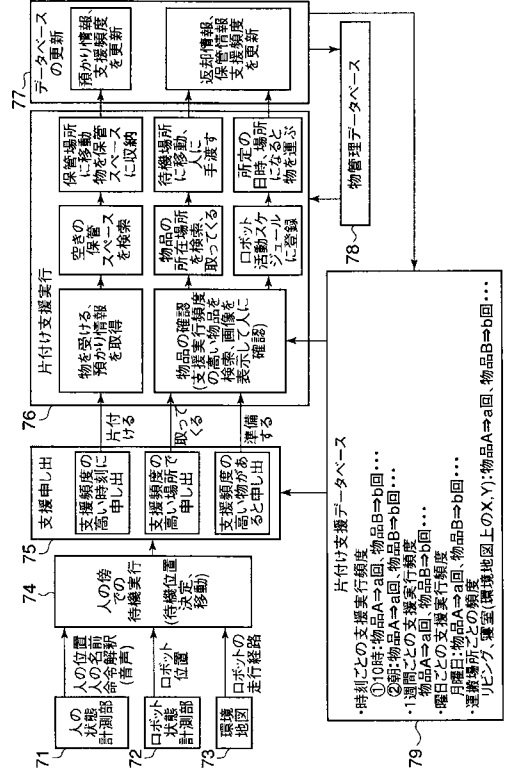 71
人の
状態
計測部
72
ロボット
状態
計測部
73
環境
地図
人の位置
人の名前
命令解釈
(音声)
ロボット
位置
ロボットの
走行経路
74
人の傍
での
待機実行
(待機位置
決定、
移動)
75
支援申し出
支援頻度の
高い時刻に
申し出
支援頻度の
高い場所で
申し出
支援頻度の
高い物があ
ると申し出
片付ける
取って
くる
準備する
76
片付け支援実行
物を受ける、
預かり情報
を取得
空きの
保管
スペース
を検索
保管場所
に移動
物を保管
スペース
に収納
物品の確認
(支援実行頻度
の高い物品を
検索、画像を
表示して人に
確認)
物品の
所在場所
を検索
取ってくる
待機場所
に移動、
人に
手渡す
ロボット
活動スケ
ジュール
に登録
所定の
日時、場所
になると
物を運ぶ
77
データベース
の更新
預かり情報、
支援頻度
を更新
返却情報、
保管情報、
支援頻度
を更新
78
物管理データベース
79
片付け支援データベース
・時刻ごとの支援実行頻度
①10時:物品A⇒a回、物品B⇒b回・・・
②朝:物品A⇒a回、物品B⇒b回・・・
・1週間ごとの支援実行頻度
物品A⇒a回、物品B⇒b回・・・
・曜日ごとの支援実行頻度
月曜日:物品A⇒a回、物品B⇒b回・・・
・運搬場所ごとの頻度
リビング、寝室(環境地図上のX,Y):物品A⇒a回、物品B⇒b回・・・